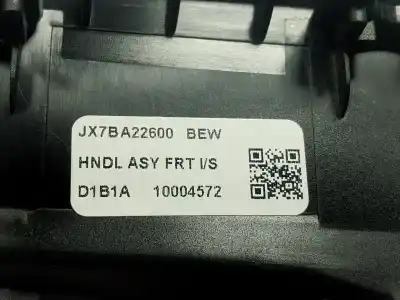 JX7BA22600 BEW
HNDL ASY FRT I/S
D1B1A 10004572